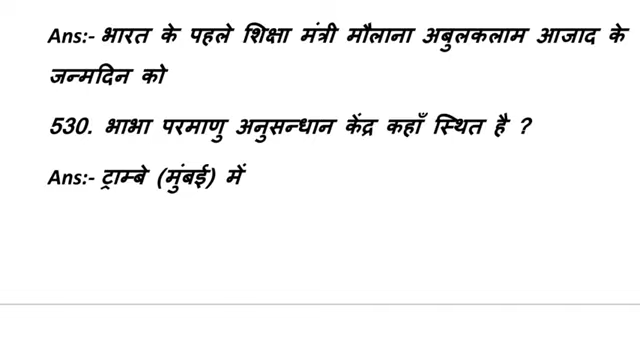 Ans:- भारत के पहले शिक्षा मंत्री मौलाना अबुलकलाम आजाद के
जन्मदिन को
530. भाभा परमाणु अनुसन्धान केंद्र कहाँ स्थित है ?
Ans:- ट्राम्बे (मुंबई) में